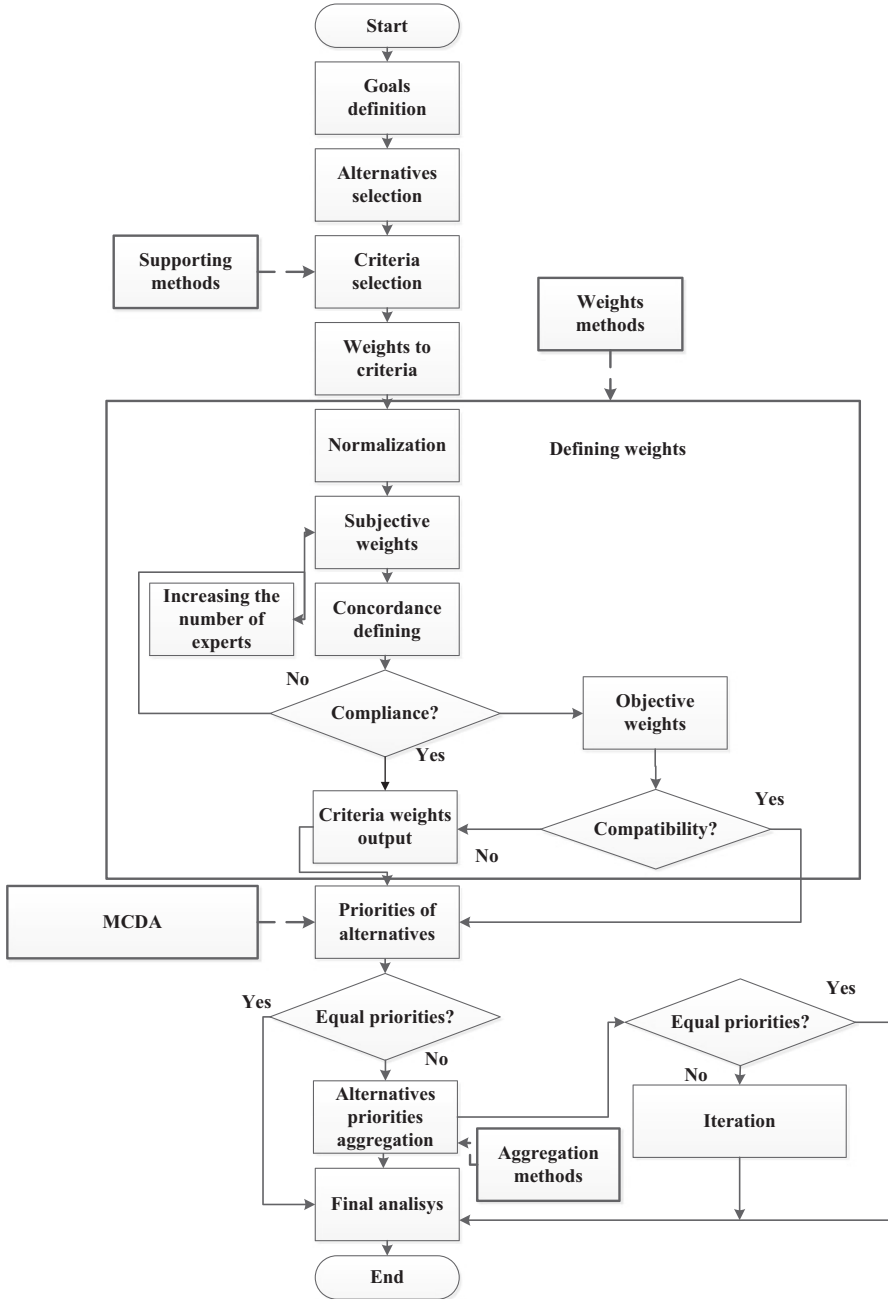 Start
Goals
definition
Alternatives
selection
Supporting
methods
Criteria
selection
Weights
methods
Weights to
criteria
Normalization
Defining weights
Subjective
weights
Increasing the
number of
experts
Concordance
defining
No
Compliance?
Objective
weights
Yes
Criteria weights
output
Compatibility?
Yes
No
MCDA
Priorities of
alternatives
Yes
Equal priorities?
No
Equal priorities?
Yes
No
Alternatives
priorities
aggregation
Iteration
Aggregation
methods
Final analisys
End